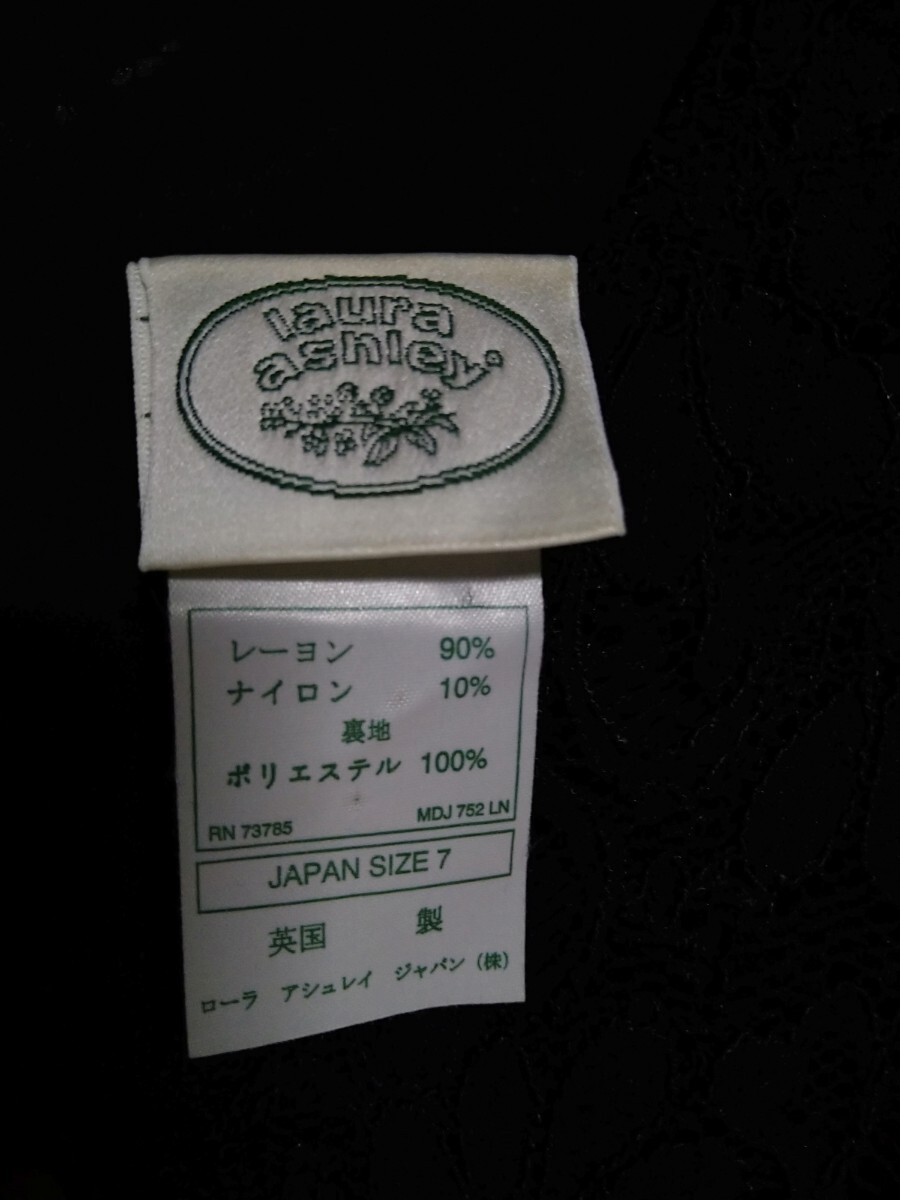 laura
ashley
レーヨン 90%
ナイロン 10%
裏地
ポリエステル 100%
RN 73785 MDJ 752 LN
JAPAN SIZE 7
英国 製
ローラ アシュレイ ジャパン (株)